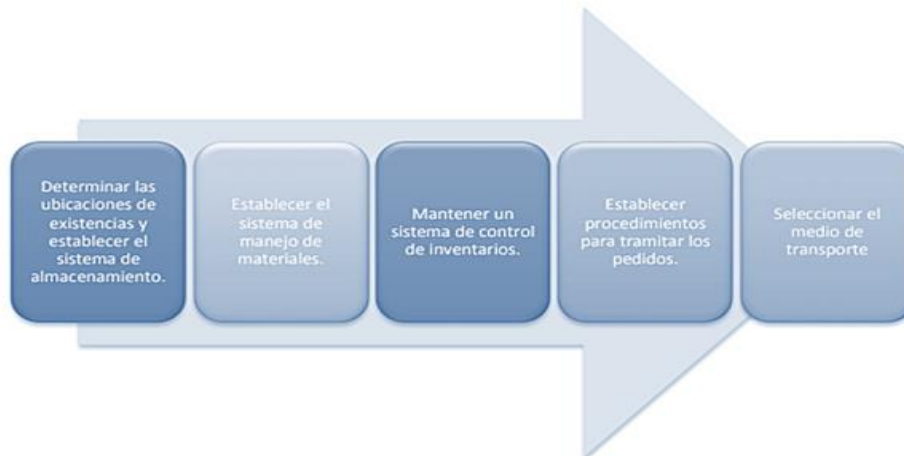 Determinar las
ubicaciones de
existencias y
establecer el
sistema de
almacenamiento.
Establecer el
sistema de
manejo de
materiales.
Mantener un
sistema de control
de inventarios.
Establecer
procedimientos
para tramitar los
pedidos.
Seleccionar el
medio de
transporte